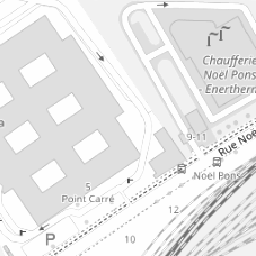 Chaufferie
Noël Pons
- Enertherm
a
9-11
Rue Noë
Noël Pons
5
Point Carré
12
10
P